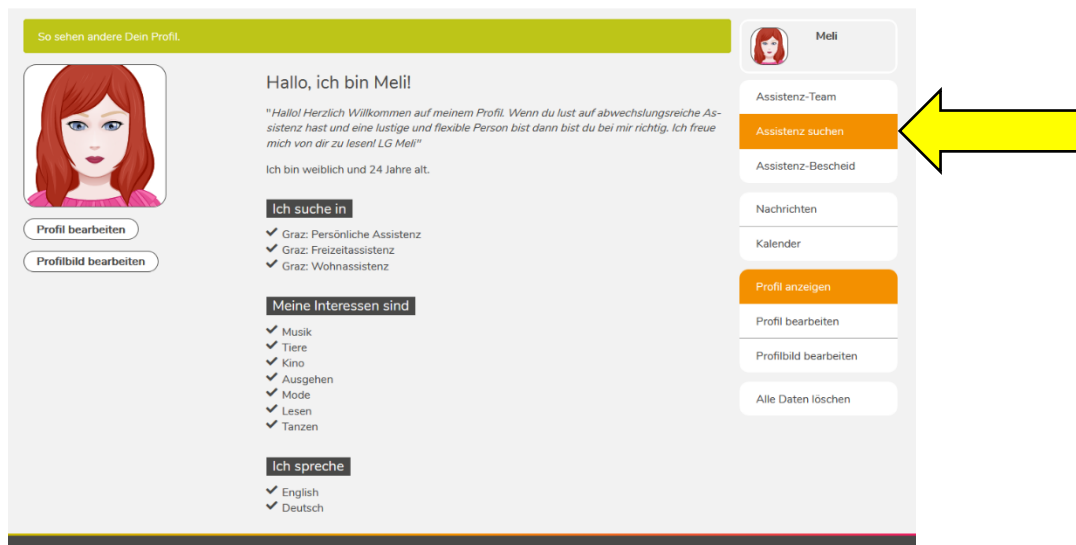 So sehen andere Dein Profil.
Profil bearbeiten
Profilbild bearbeiten
Hallo, ich bin Meli!
"Hallo! Herzlich Willkommen auf meinem Profil. Wenn du lust auf abwechslungsreiche As-
sistenz hast und eine lustige und flexible Person bist dann bist du bei mir richtig. Ich freue
mich von dir zu lesen! LG Meli"
Ich bin weiblich und 24 Jahre alt.
Ich suche in
Graz: Persönliche Assistenz
Graz: Freizeitassistenz
Graz: Wohnassistenz
Meine Interessen sind
Musik
Tiere
Kino
Ausgehen
Mode
Lesen
Tanzen
Ich spreche
English
Deutsch
Meli
Assistenz-Team
Assistenz suchen
Assistenz-Bescheid
Nachrichten
Kalender
Profil anzeigen
Profil bearbeiten
Profilbild bearbeiten
Alle Daten löschen